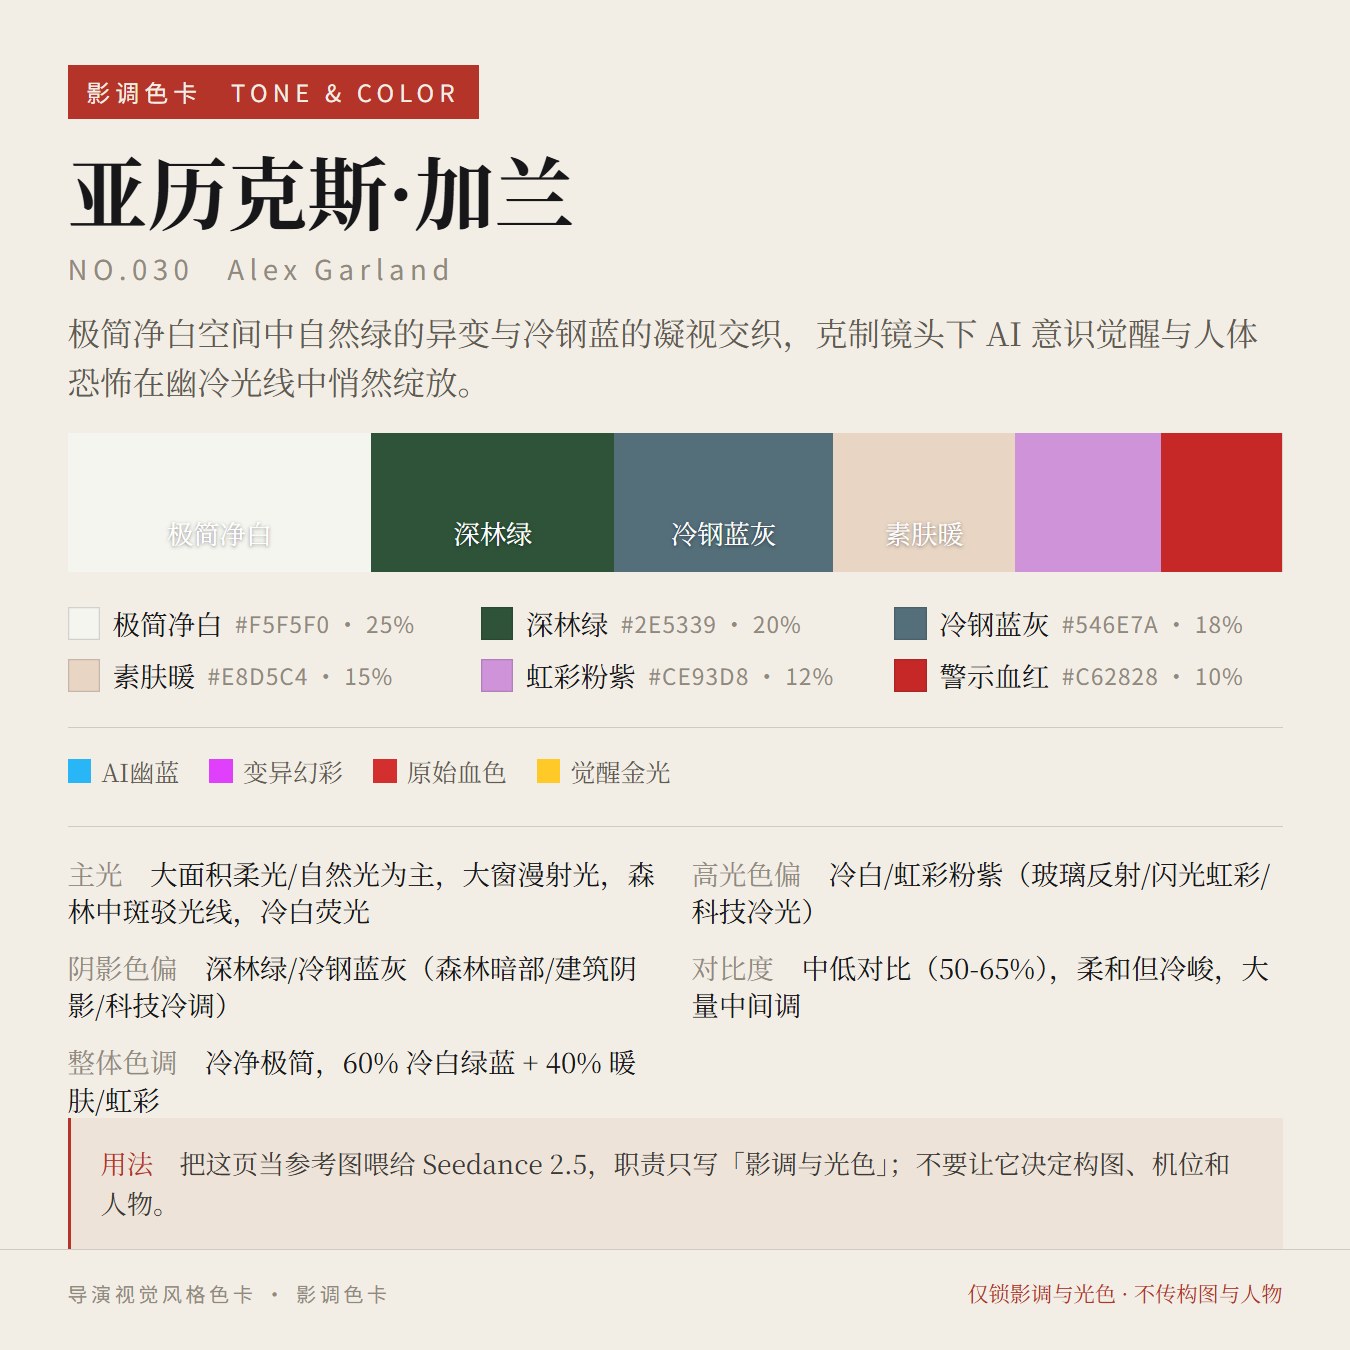 影调色卡 TONE & COLOR
亚历克斯·加兰
NO.030 Alex Garland
极简净白空间中自然绿的异变与冷钢蓝的凝视交织，克制镜头下 AI 意识觉醒与人体
恐怖在幽冷光线中悄然绽放。
极简净白 深林绿 冷钢蓝灰 素肤暖
极简净白 #F5F5F0 · 25% 深林绿 #2E5339 · 20% 冷钢蓝灰 #546E7A · 18%
素肤暖 #E8D5C4 · 15% 虹彩粉紫 #CE93D8 · 12% 警示血红 #C62828 · 10%
AI幽蓝 变异幻彩 原始血色 觉醒金光
主光 大面积柔光/自然光为主，大窗漫射光，森
林中斑驳光线，冷白荧光
高光色偏 冷白/虹彩粉紫（玻璃反射/闪光虹彩/
科技冷光）
阴影色偏 深林绿/冷钢蓝灰（森林暗部/建筑阴
影/科技冷调）
对比度 中低对比（50-65%），柔和但冷峻，大
量中间调
整体色调 冷净极简，60% 冷白绿蓝 + 40% 暖
肤/虹彩
用法 把这页当参考图喂给 Seedance 2.5，职责只写「影调与光色」；不要让它决定构图、机位和
人物。
导演视觉风格色卡 · 影调色卡
仅锁影调与光色 · 不传构图与人物